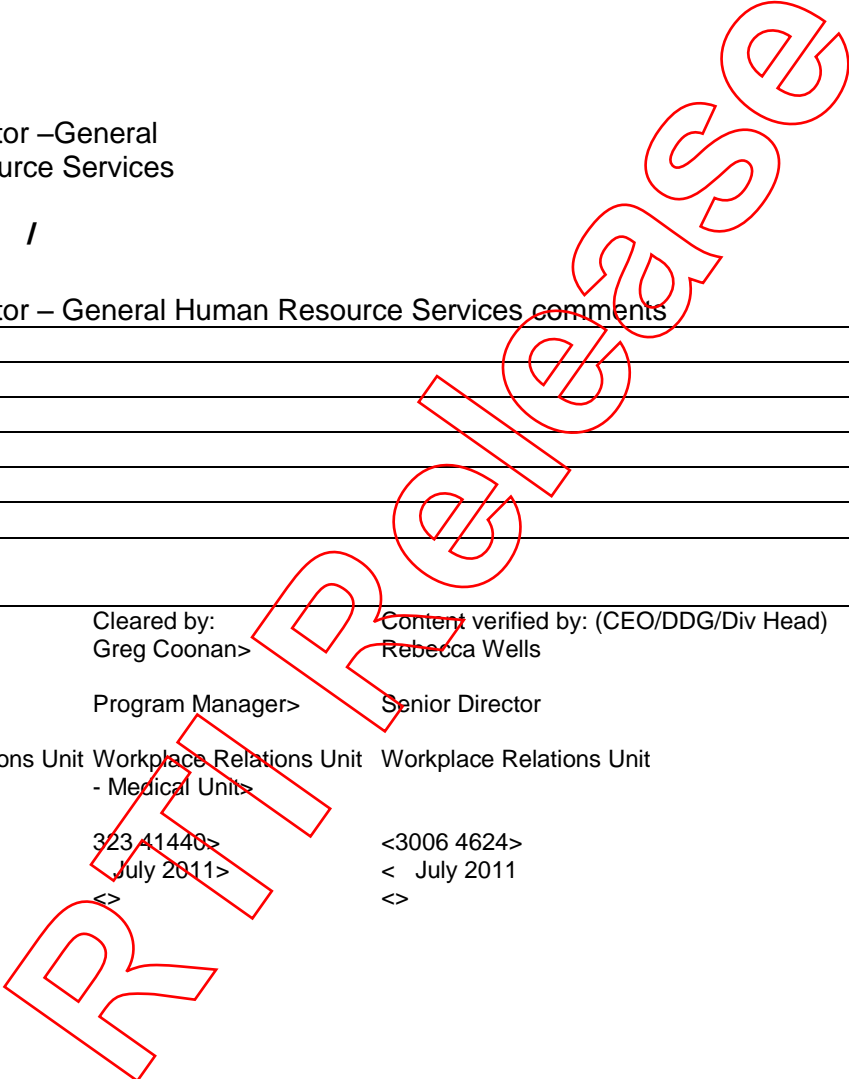 tor –General
urce Services
/
tor – General Human Resource Services comments
Cleared by: Content verified by: (CEO/DDG/Div Head)
Greg Coonan> Rebecca Wells
Program Manager> Senior Director
ons Unit Workplace Relations Unit Workplace Relations Unit
- Medical Unit>
323 41440> <3006 4624>
July 2011> < July 2011
<> <>
RTI Release